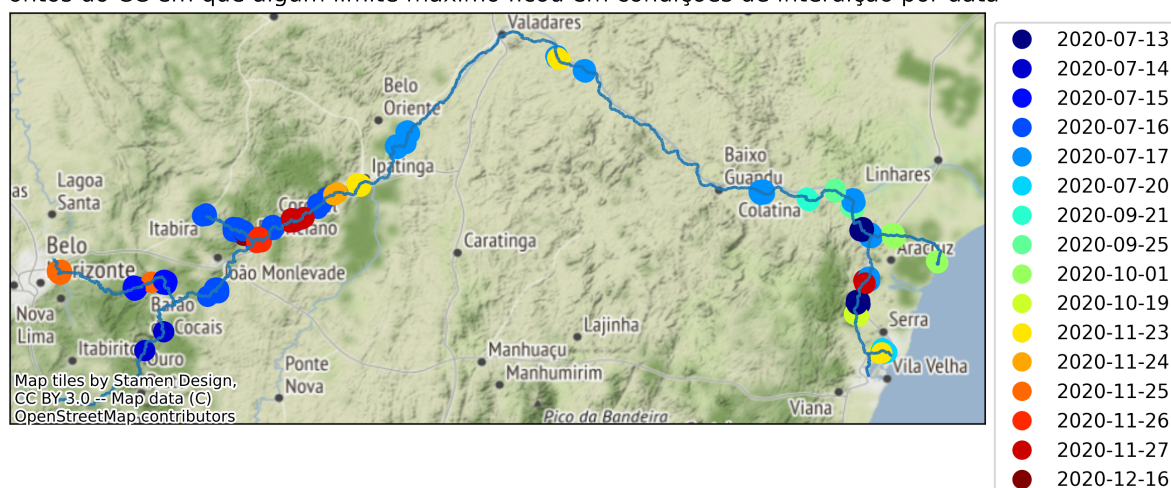 Valadares
Belo
Oriente
Ipatinga
Baixo
Guandu
Colatina
Linhares
as
Lagoa
Santa
Itabira
Belo
rizonte
João Monlevade
Caratinga
Aracruz
Barão
Cocais
Nova
Lima
Itabirito
Ouro
Serra
Lajinha
Manhuaçu
Manhumirim
Ponte
Nova
Vila Velha
Viana
Pico da Bandeira
Map tiles by Stamen Design,
CC BY 3.0 -- Map data (C)
OpenStreetMap contributors
2020-07-13
2020-07-14
2020-07-15
2020-07-16
2020-07-17
2020-07-20
2020-09-21
2020-09-25
2020-10-01
2020-10-19
2020-11-23
2020-11-24
2020-11-25
2020-11-26
2020-11-27
2020-12-16